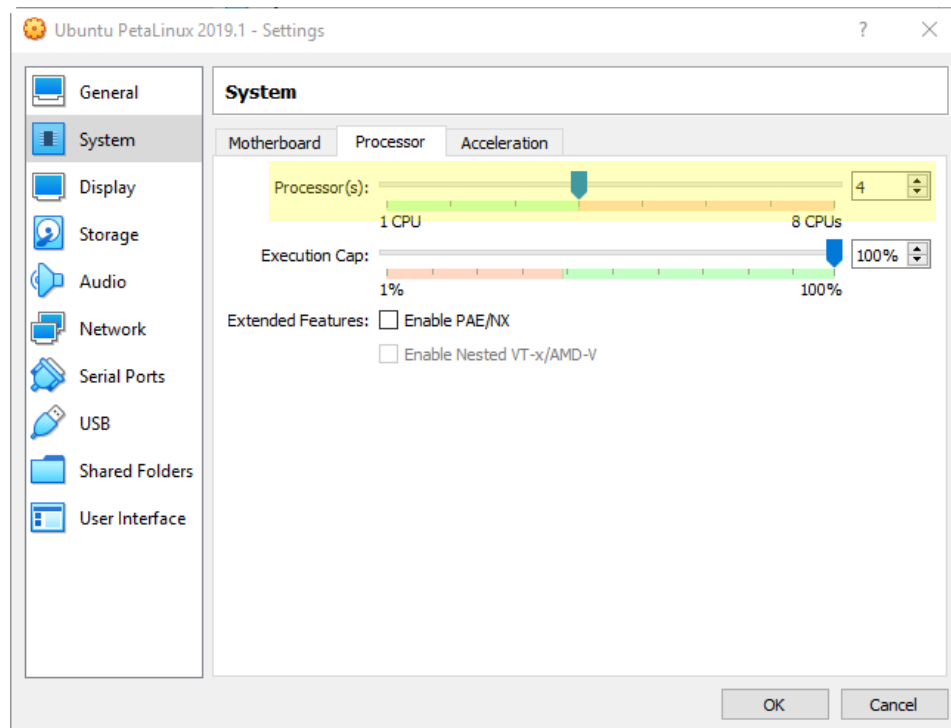 Ubuntu PetaLinux 2019.1 - Settings ?
General
System
Display
Storage
Audio
Network
Serial Ports
USB
Shared Folders
User Interface
System
Motherboard Processor Acceleration
Processor(s): 4
1 CPU 8 CPUs
Execution Cap: 100%
1% 100%
Extended Features: Enable PAE/NX
Enable Nested VT-x/AMD-V
OK Cancel